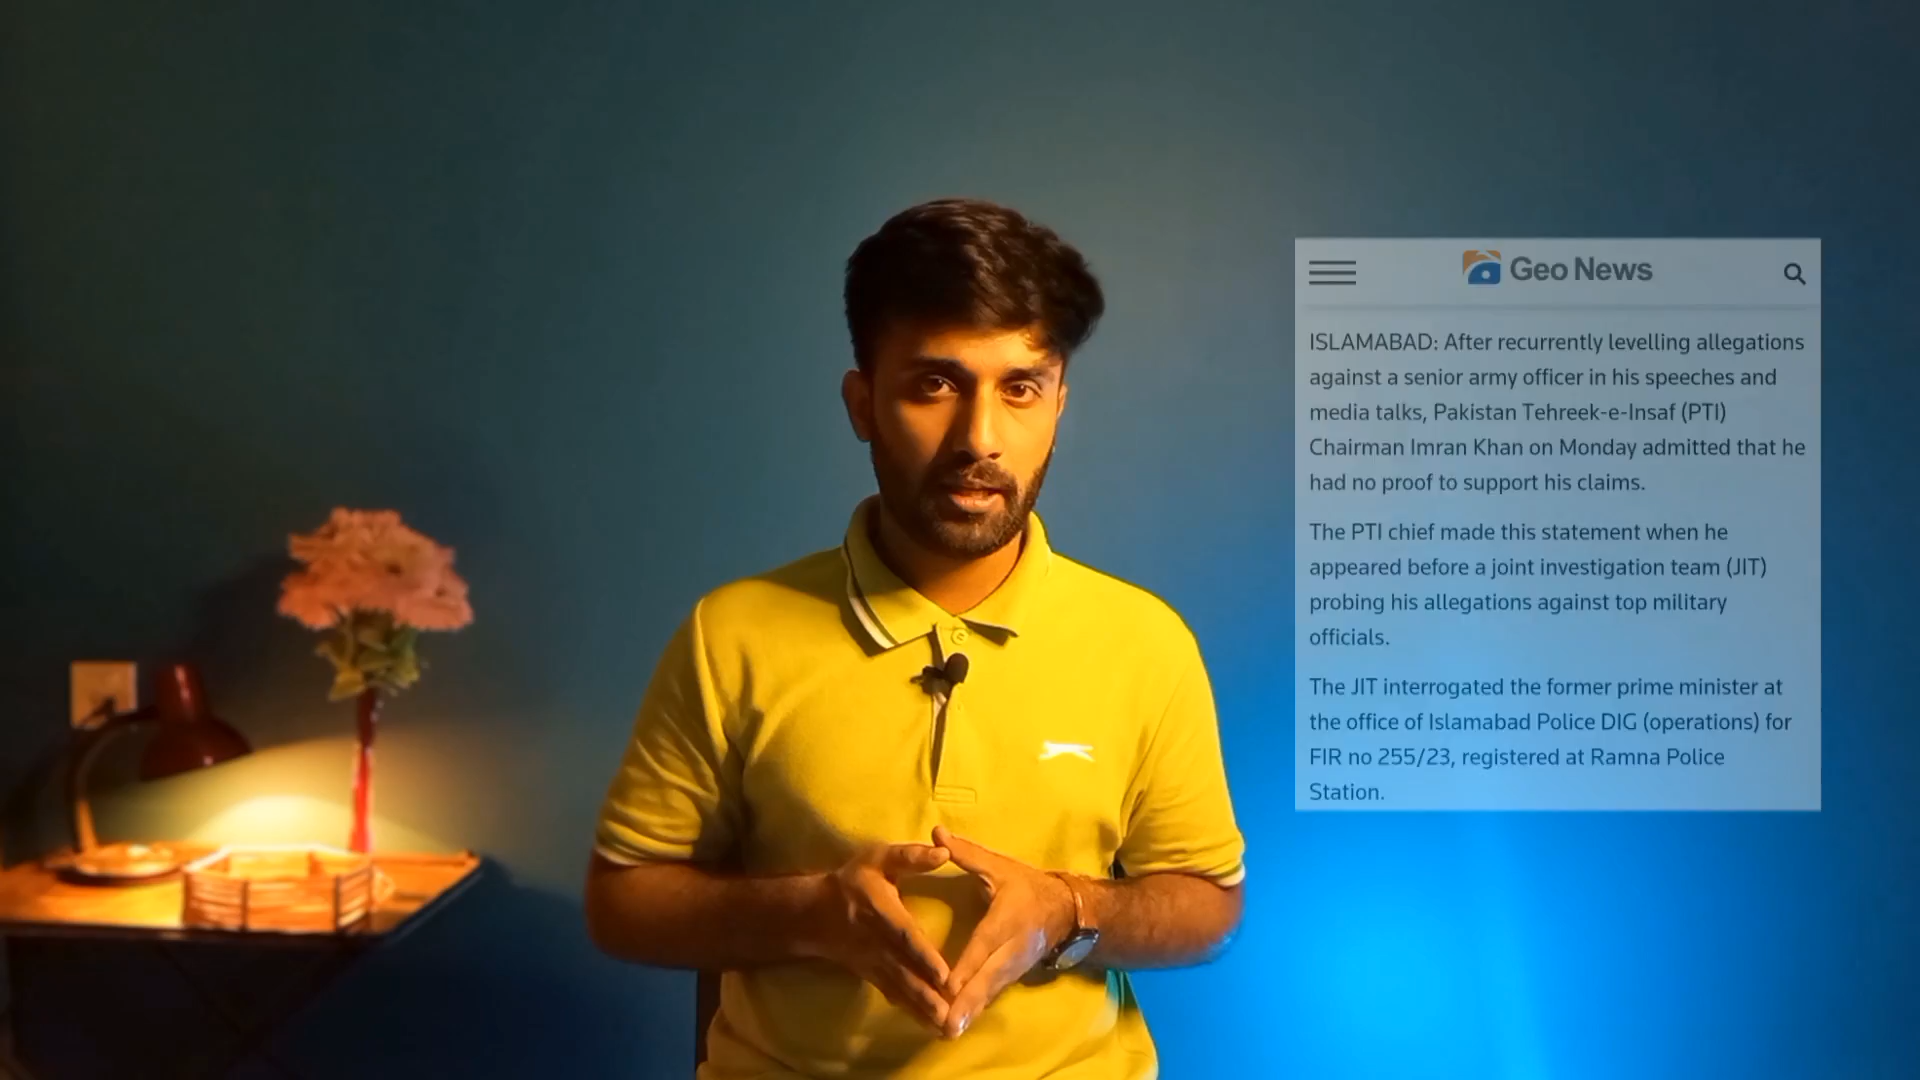 Geo News
ISLAMABAD: After recurrently levelling allegations
against a senior army officer in his speeches and
media talks, Pakistan Tehreek-e-Insaf (PTI)
Chairman Imran Khan on Monday admitted that he
had no proof to support his claims.
The PTI chief made this statement when he
appeared before a joint investigation team (JIT)
probing his allegations against top military
officials.
The JIT interrogated the former prime minister at
the office of Islamabad Police DIG (operations) for
FIR no 255/23, registered at Ramna Police
Station.